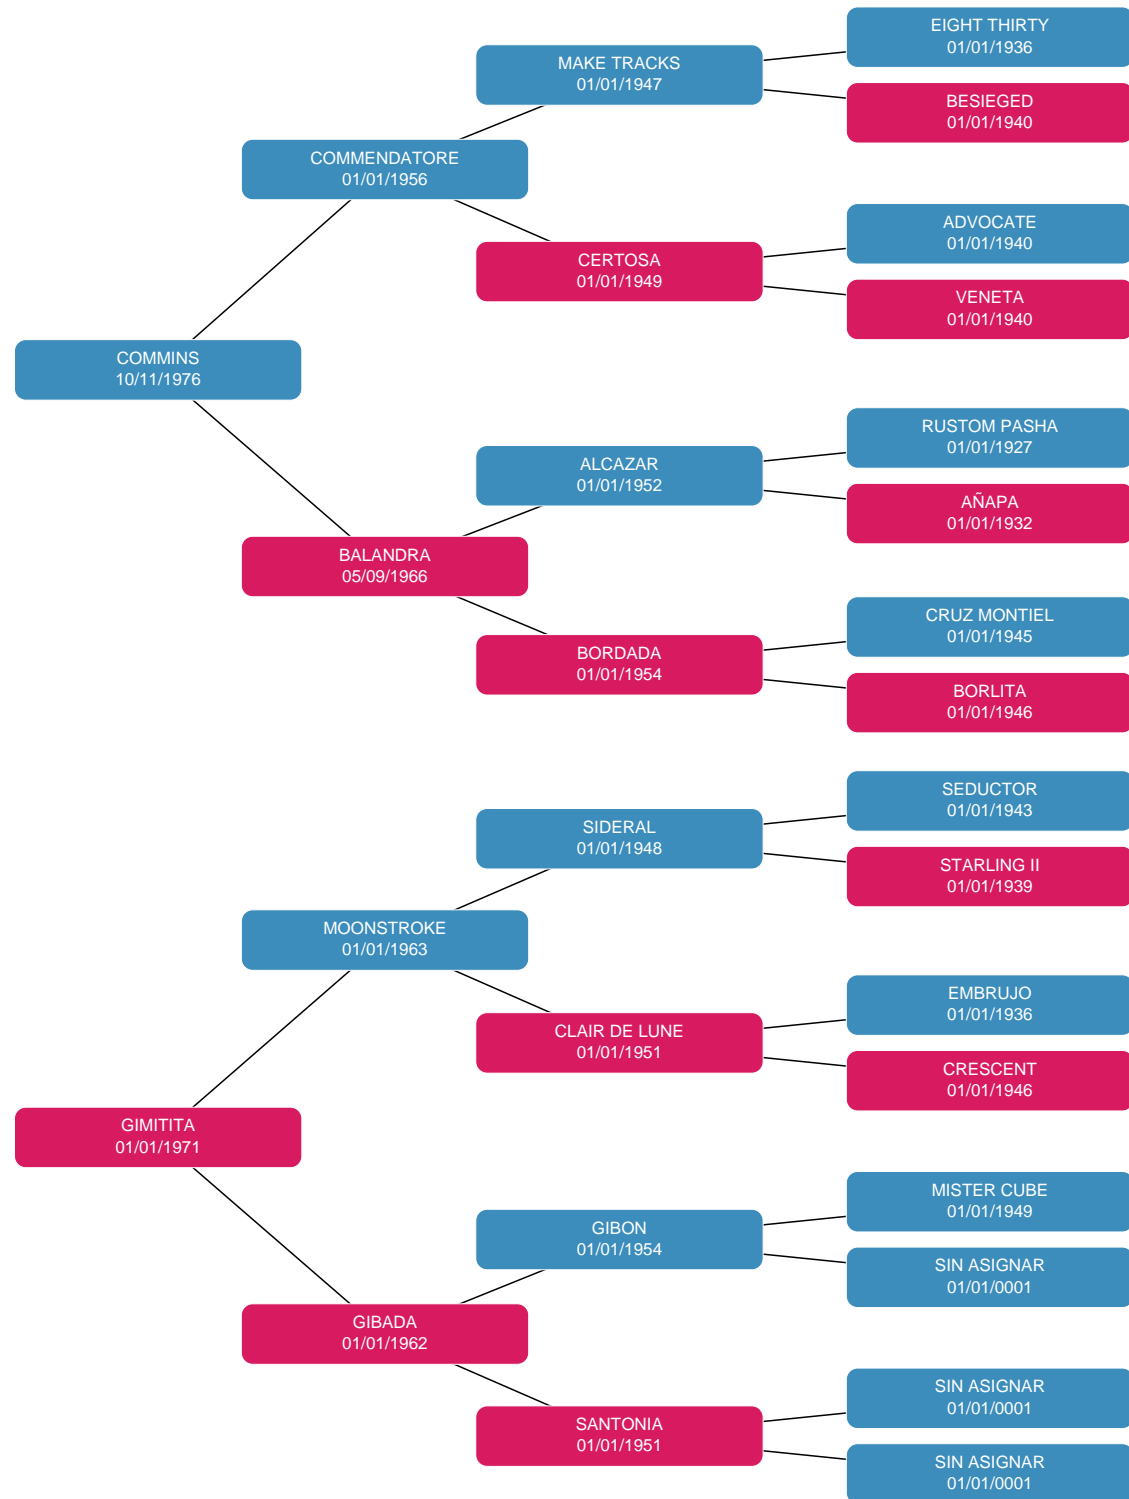 EIGHT THIRTY
01/01/1936
MAKE TRACKS
01/01/1947
BESIEGED
01/01/1940
COMMENDATORE
01/01/1956
ADVOCATE
01/01/1940
CERTOSA
01/01/1949
VENETA
01/01/1940
COMMINS
10/11/1976
RUSTOM PASHA
01/01/1927
ALCAZAR
01/01/1952
AÑAPA
01/01/1932
BALANDRA
05/09/1966
CRUZ MONTIEL
01/01/1945
BORDADA
01/01/1954
BORLITA
01/01/1946
SEDUCTOR
01/01/1943
SIDERAL
01/01/1948
STARLING II
01/01/1939
MOONSTROKE
01/01/1963
EMBRUJO
01/01/1936
CLAIR DE LUNE
01/01/1951
CRESCENT
01/01/1946
GIMITITA
01/01/1971
MISTER CUBE
01/01/1949
GIBON
01/01/1954
SIN ASIGNAR
01/01/0001
GIBADA
01/01/1962
SIN ASIGNAR
01/01/0001
SANTONIA
01/01/1951
SIN ASIGNAR
01/01/0001